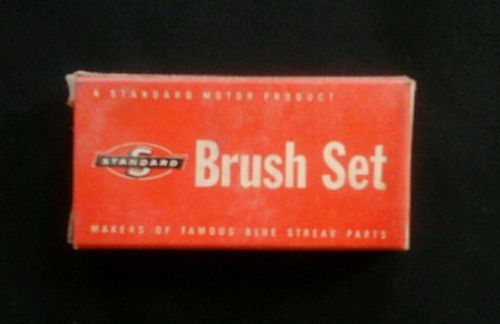 A STANDARD MOTOR PRODUCT
S
STANDARD
Brush Set
MAKERS OF FAMOUS BLUE STREAK PARTS